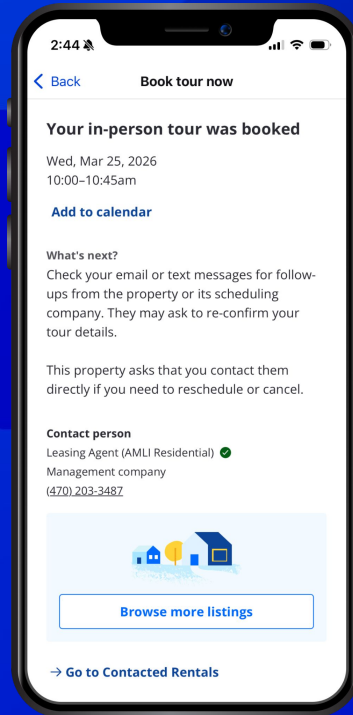 2:44
Back
Book tour now
Your in-person tour was booked
Wed, Mar 25, 2026
10:00–10:45am
Add to calendar
What's next?
Check your email or text messages for follow-
ups from the property or its scheduling
company. They may ask to re-confirm your
tour details.
This property asks that you contact them
directly if you need to reschedule or cancel.
Contact person
Leasing Agent (AMLI Residential)
Management company
(470) 203-3487
Browse more listings
→ Go to Contacted Rentals